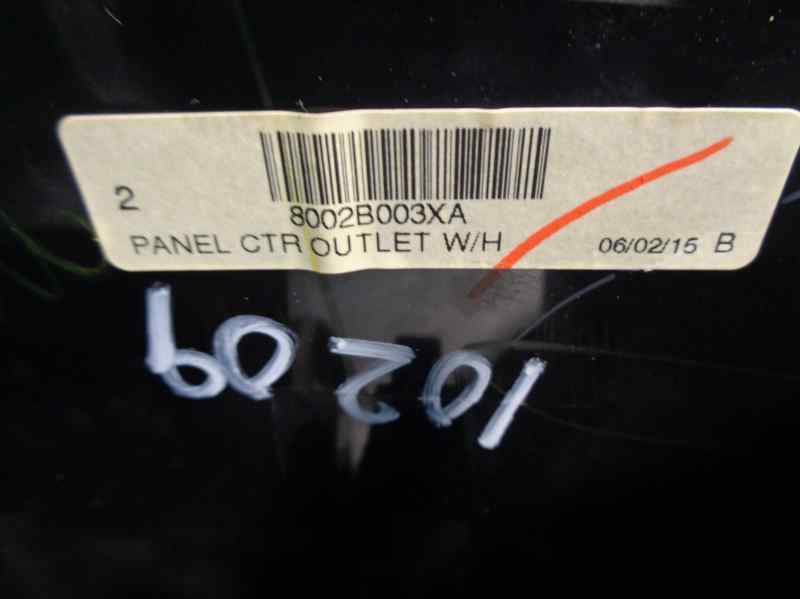 2
8002B003XA
PANEL CTR OUTLET W/H 06/02/15 B
10209